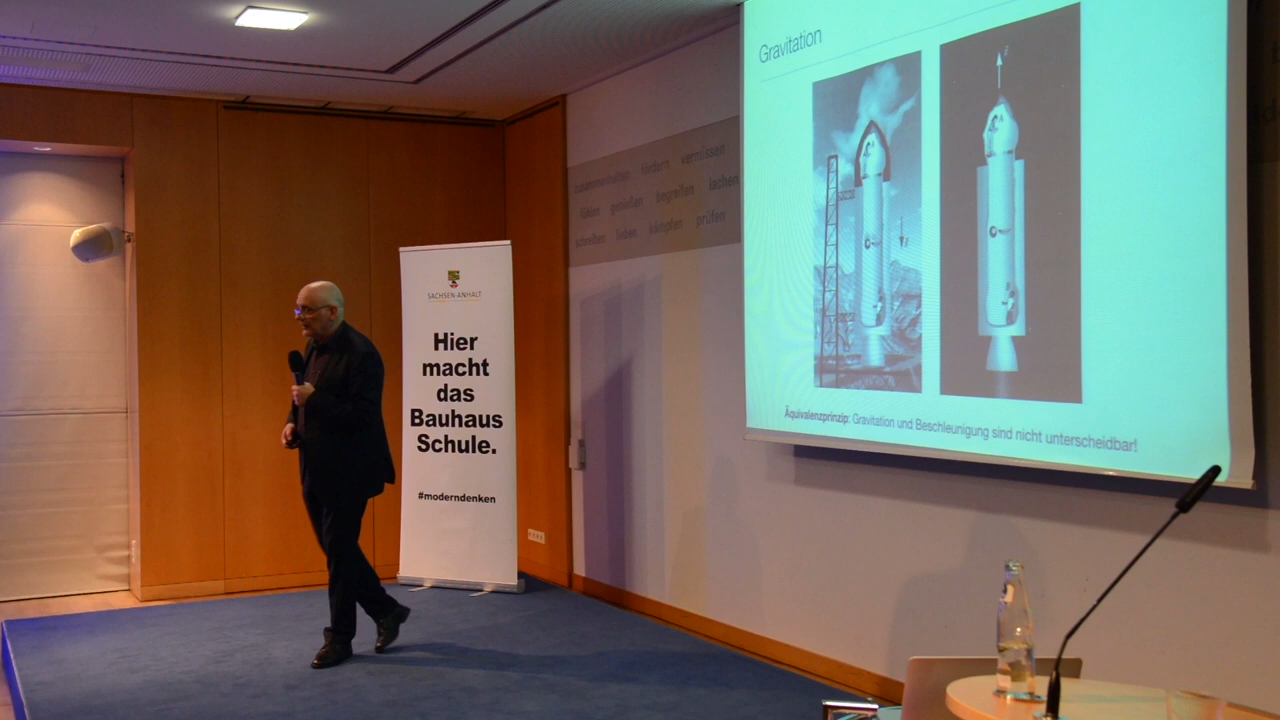 Gravitation
Äquivalenzprinzip: Gravitation und Beschleunigung sind nicht unterscheidbar!
zusammenhalten fördern vermissen
fühlen genießen begreifen lachen
schreiben lieben kämpfen prüfen
SACHSEN-ANHALT
Hier
macht
das
Bauhaus
Schule.
#moderndenken